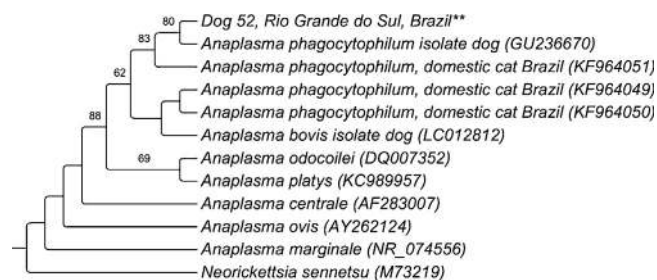 80
Dog 52, Rio Grande do Sul, Brazil**
83
Anaplasma phagocytophilum isolate dog (GU236670)
Anaplasma phagocytophilum, domestic cat Brazil (KF964051)
62
Anaplasma phagocytophilum, domestic cat Brazil (KF964049)
Anaplasma phagocytophilum, domestic cat Brazil (KF964050)
88
Anaplasma bovis isolate dog (LC012812)
69
Anaplasma odocoilei (DQ007352)
Anaplasma platys (KC989957)
Anaplasma centrale (AF283007)
Anaplasma ovis (AY262124)
Anaplasma marginale (NR_074556)
Neorickettsia sennetsu (M73219)